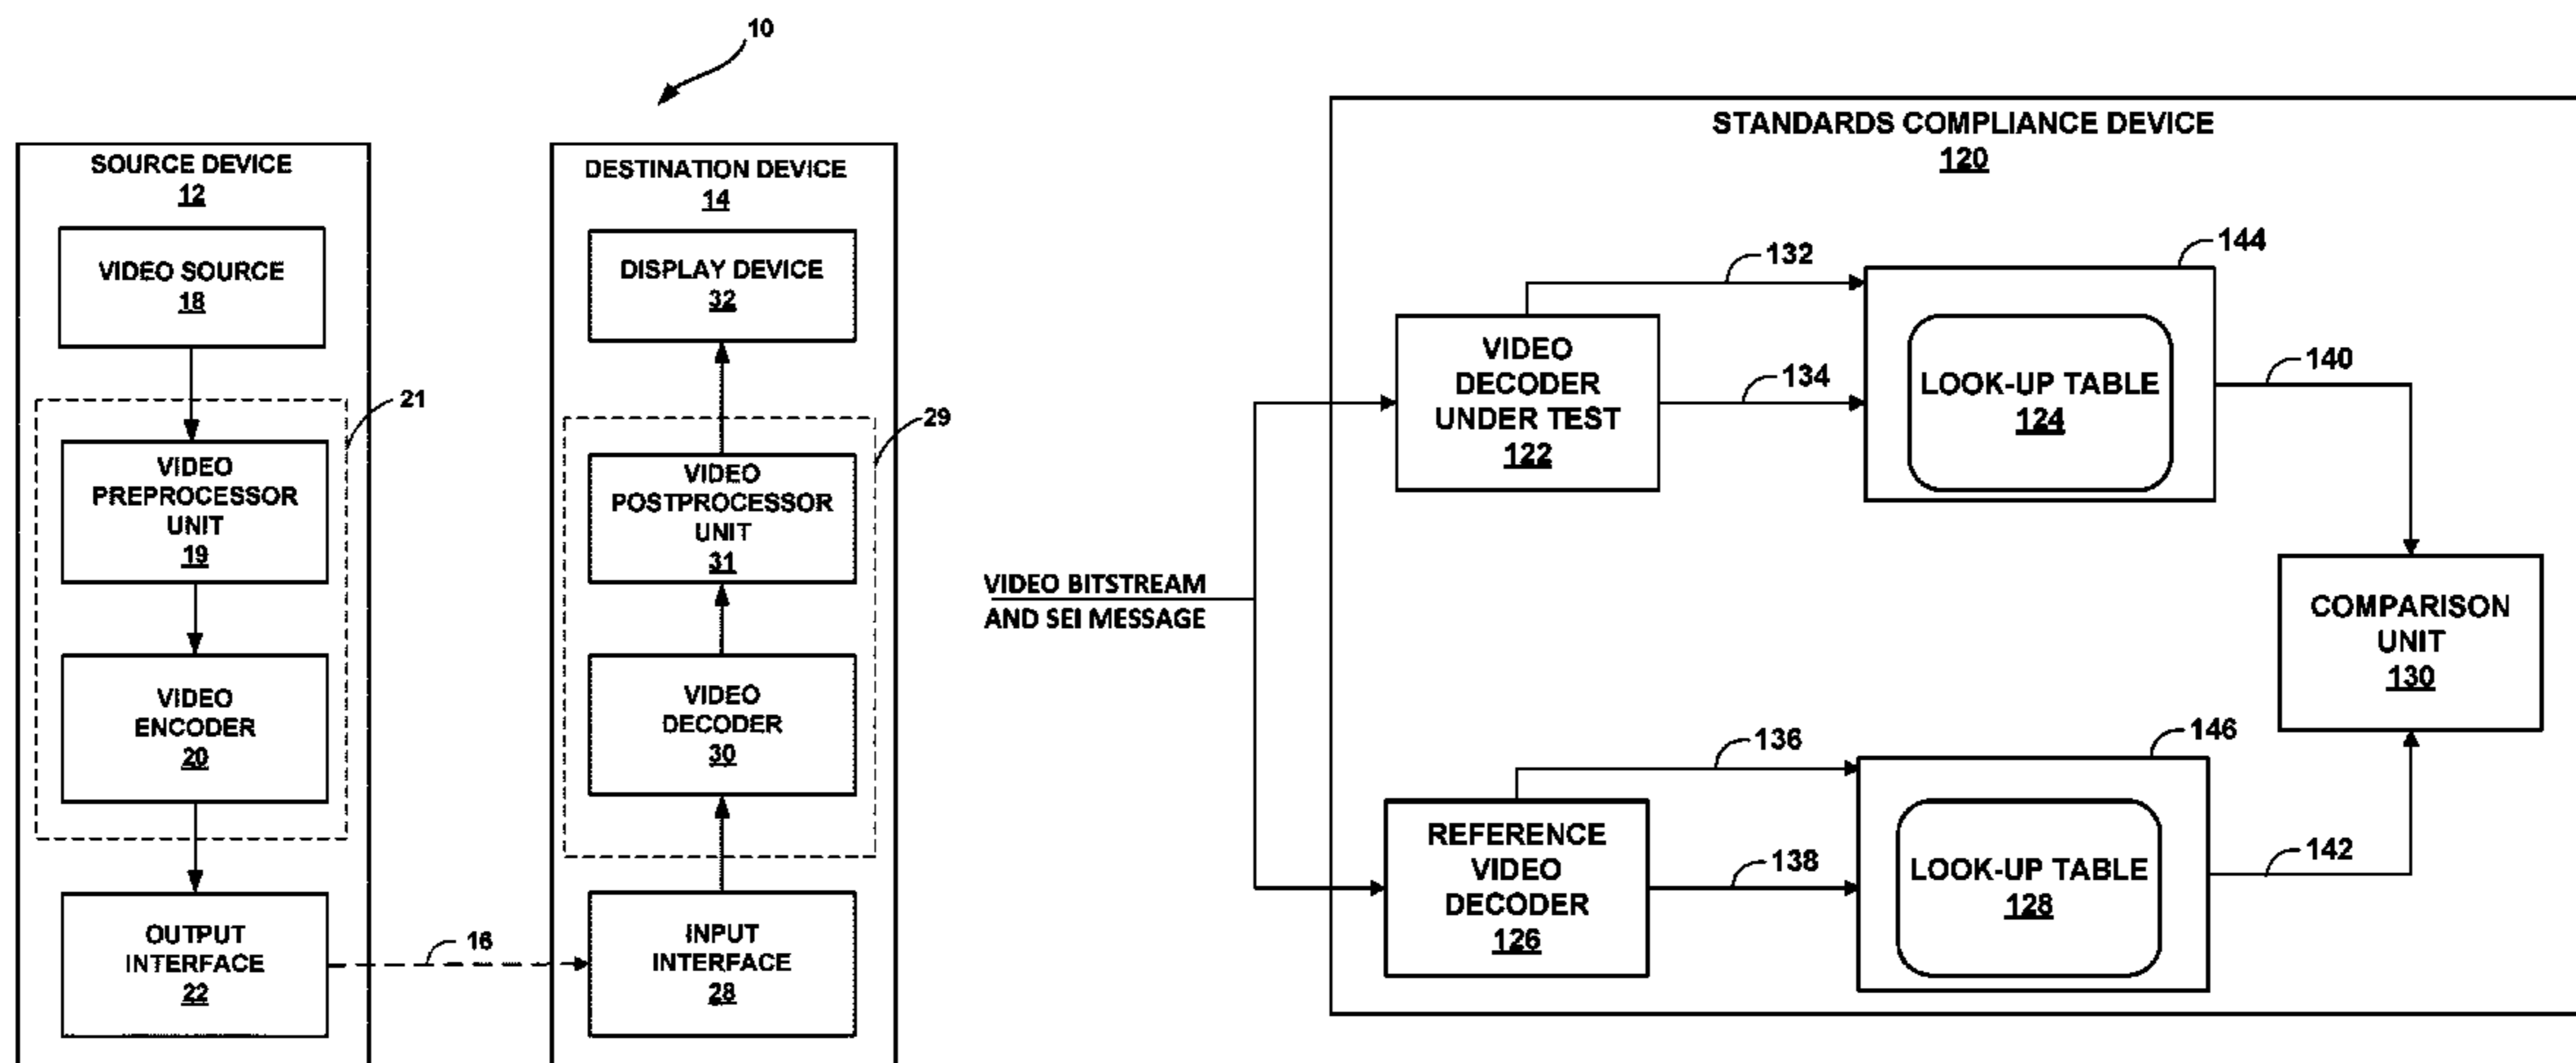 10
SOURCE DEVICE
12
VIDEO SOURCE
18
21
VIDEO
PREPROCESSOR
UNIT
19
VIDEO
ENCODER
20
OUTPUT
INTERFACE
22
16
DESTINATION DEVICE
14
DISPLAY DEVICE
32
29
VIDEO
POSTPROCESSOR
UNIT
31
VIDEO
DECODER
30
INPUT
INTERFACE
28
STANDARDS COMPLIANCE DEVICE
120
VIDEO BITSTREAM
AND SEI MESSAGE
132
144
VIDEO
DECODER
UNDER TEST
122
134
LOOK-UP TABLE
124
140
COMPARISON
UNIT
130
136
146
REFERENCE
VIDEO
DECODER
126
138
LOOK-UP TABLE
128
142